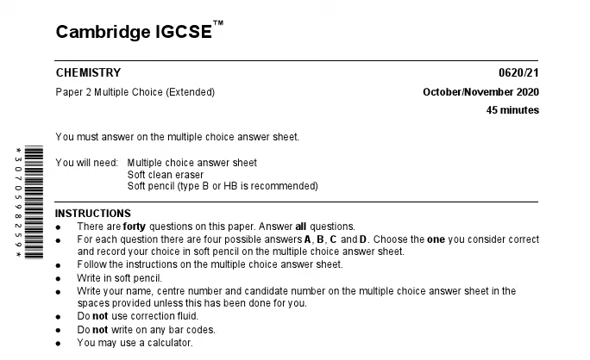 Cambridge IGCSE™
CHEMISTRY 0620/21
Paper 2 Multiple Choice (Extended) October/November 2020
45 minutes
You must answer on the multiple choice answer sheet.
You will need: Multiple choice answer sheet
Soft clean eraser
Soft pencil (type B or HB is recommended)
*3070598259*
INSTRUCTIONS
● There are forty questions on this paper. Answer all questions.
● For each question there are four possible answers A, B, C and D. Choose the one you consider correct
and record your choice in soft pencil on the multiple choice answer sheet.
● Follow the instructions on the multiple choice answer sheet.
● Write in soft pencil.
● Write your name, centre number and candidate number on the multiple choice answer sheet in the
spaces provided unless this has been done for you.
● Do not use correction fluid.
● Do not write on any bar codes.
● You may use a calculator.